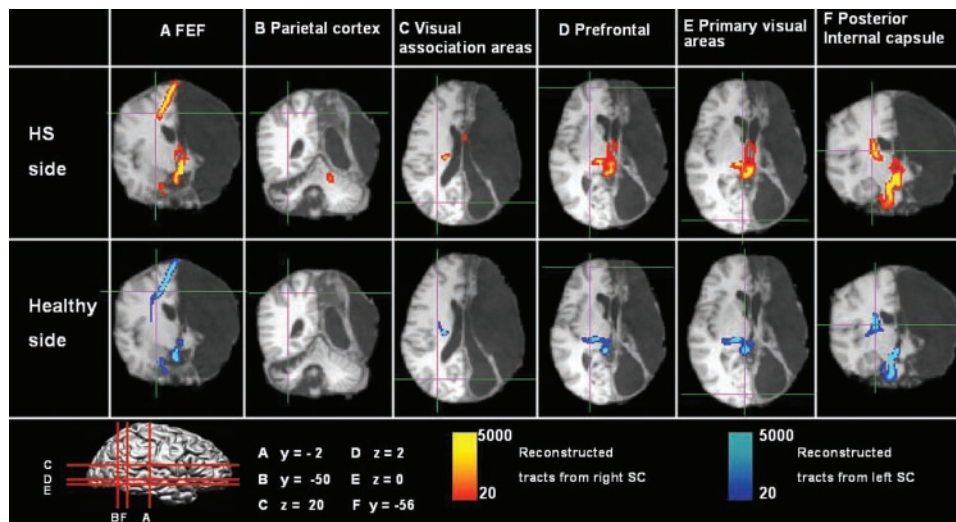 A FEF
B Parietal cortex
C Visual
association areas
D Prefrontal
E Primary visual
areas
F Posterior
Internal capsule
HS
side
Healthy
side
C
D
E
B F A
A y = - 2 D z = 2
B y = -50 E z = 0
C z = 20 F y = -56
5000
Reconstructed
tracts from right SC
20
5000
Reconstructed
tracts from left SC
20